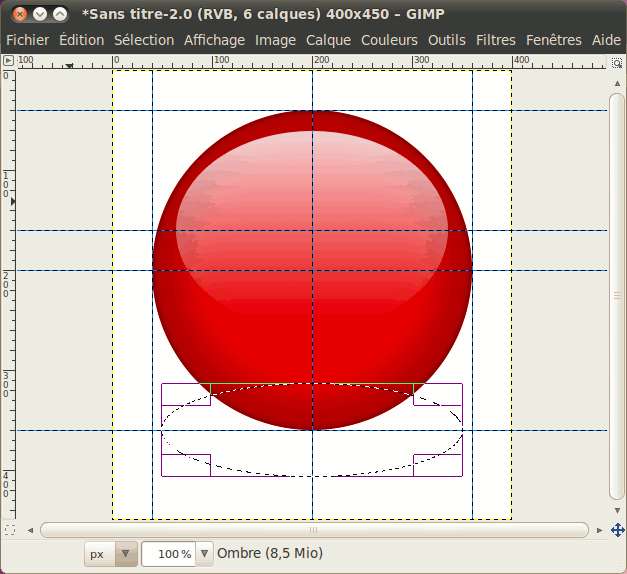 *Sans titre-2.0 (RVB, 6 calques) 400x450 – GIMP
Fichier Édition Sélection Affichage Image Calque Couleurs Outils Filtres Fenêtres Aide
100 0 100 200 300 400
0
100
200
300
400
px 100 % Ombre (8,5 Mio)